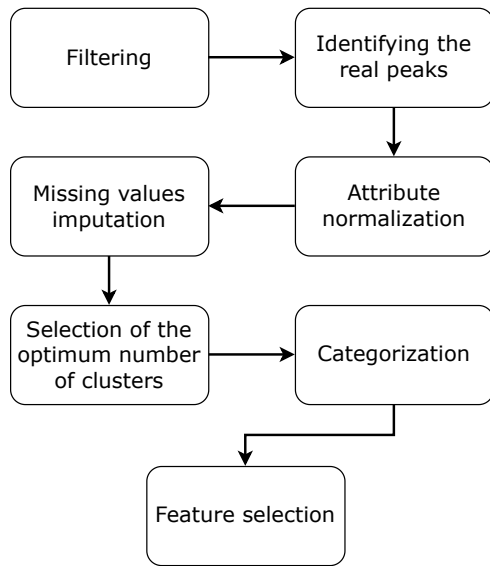 Filtering
Identifying the
real peaks
Missing values
imputation
Attribute
normalization
Selection of the
optimum number
of clusters
Categorization
Feature selection